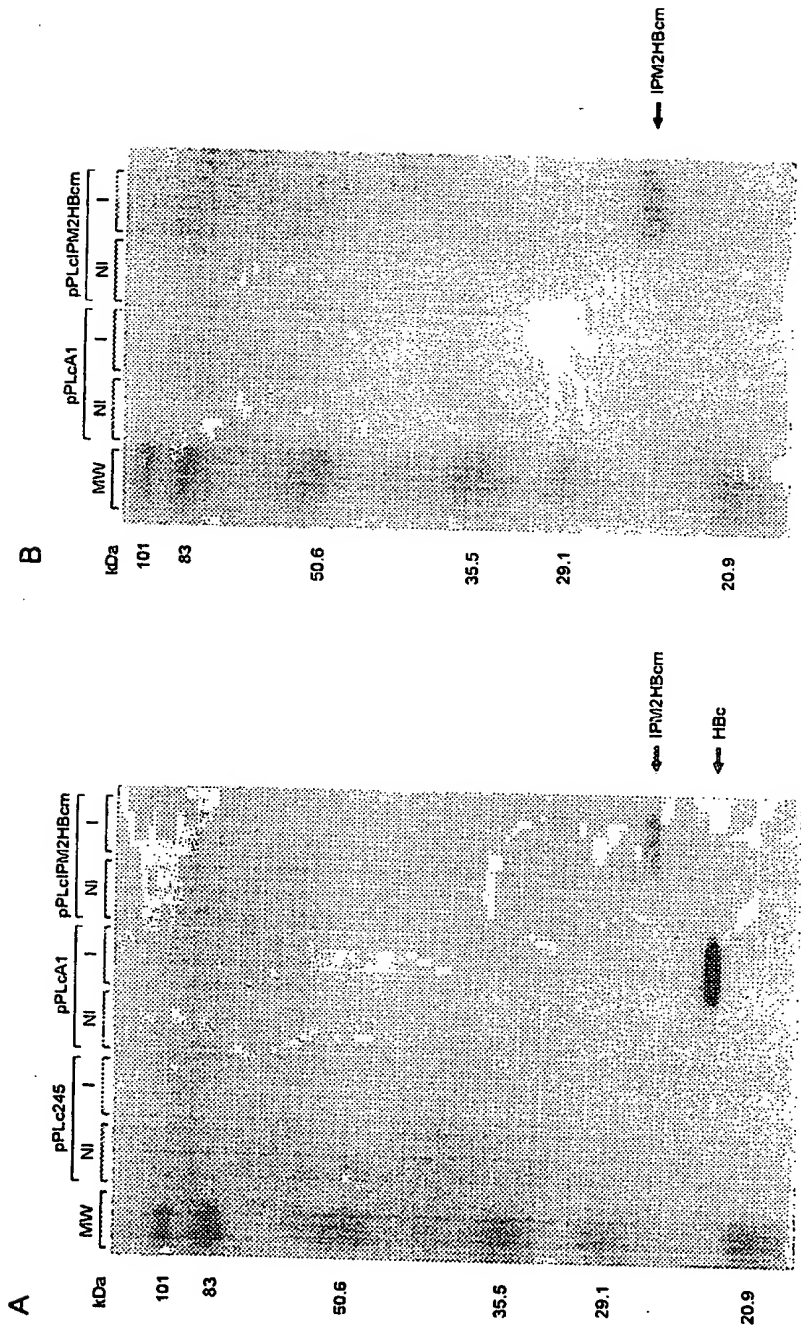 A
kDa
MW
pPLc245
pPLcA1
pPLcIPM2HBcm
NI
I
NI
I
NI
I
101
83
50.6
35.5
29.1
20.9
IPM2HBcm
HBc
B
kDa
MW
pPLcA1
pPLcIPM2HBcm
NI
I
NI
I
101
83
50.6
35.5
29.1
20.9
IPM2HBcm